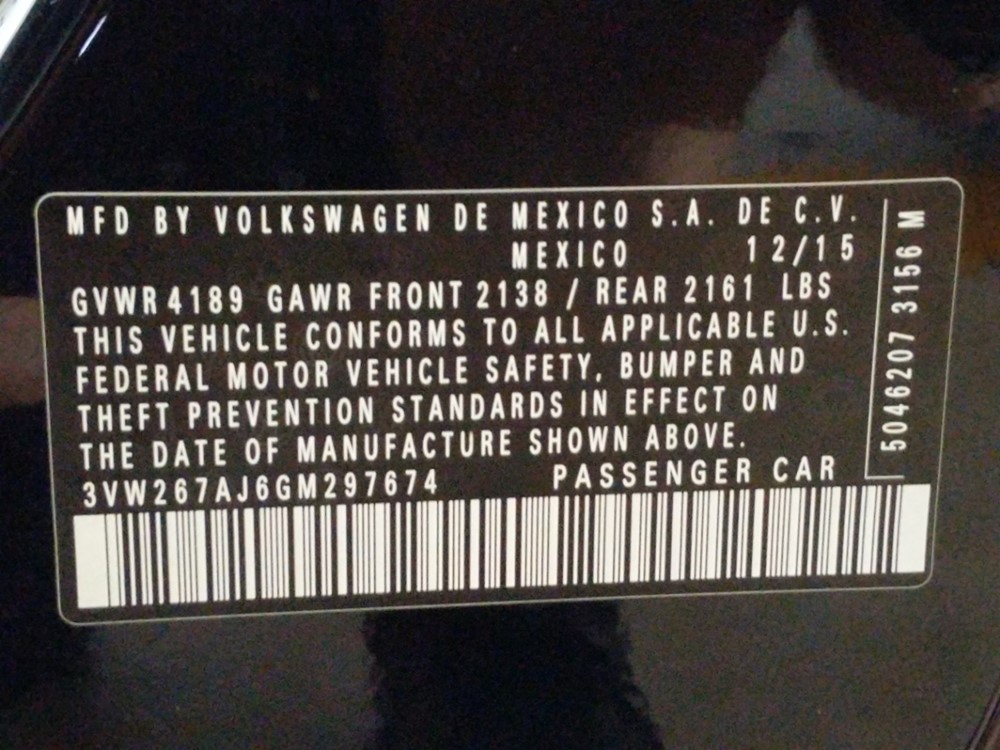 MFD BY VOLKSWAGEN DE MEXICO S.A. DE C.V.
MEXICO 12/15
GVWR 4189 GAWR FRONT 2138 / REAR 2161 LBS
THIS VEHICLE CONFORMS TO ALL APPLICABLE U.S.
FEDERAL MOTOR VEHICLE SAFETY, BUMPER AND
THEFT PREVENTION STANDARDS IN EFFECT ON
THE DATE OF MANUFACTURE SHOWN ABOVE.
3VW267AJ6GM297674 PASSENGER CAR
5046207 3156 M